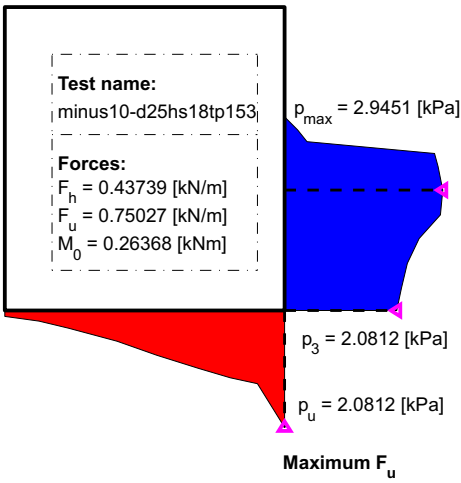 Test name:
minus10-d25hs18tp153
Forces:
F_h = 0.43739 [kN/m]
F_u = 0.75027 [kN/m]
M_0 = 0.26368 [kNm]
p_max = 2.9451 [kPa]
p_3 = 2.0812 [kPa]
p_u = 2.0812 [kPa]
Maximum F_u